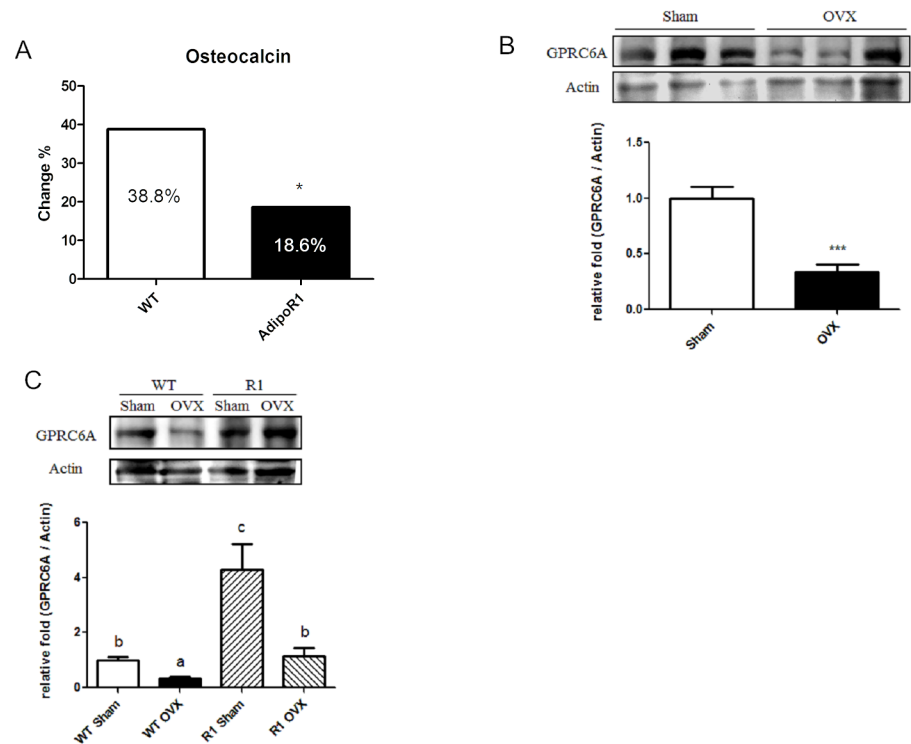 A
Osteocalcin
Change %
50
40
30
20
10
0
38.8%
*
18.6%
WT
AdipoR1
B
Sham OVX
GPRC6A
Actin
relative fold (GPRC6A / Actin)
1.5
1.0
0.5
0.0
***
Sham
OVX
C
WT R1
Sham OVX Sham OVX
GPRC6A
Actin
relative fold (GPRC6A / Actin)
6
4
2
0
b
a
c
b
WT Sham
WT OVX
R1 Sham
R1 OVX